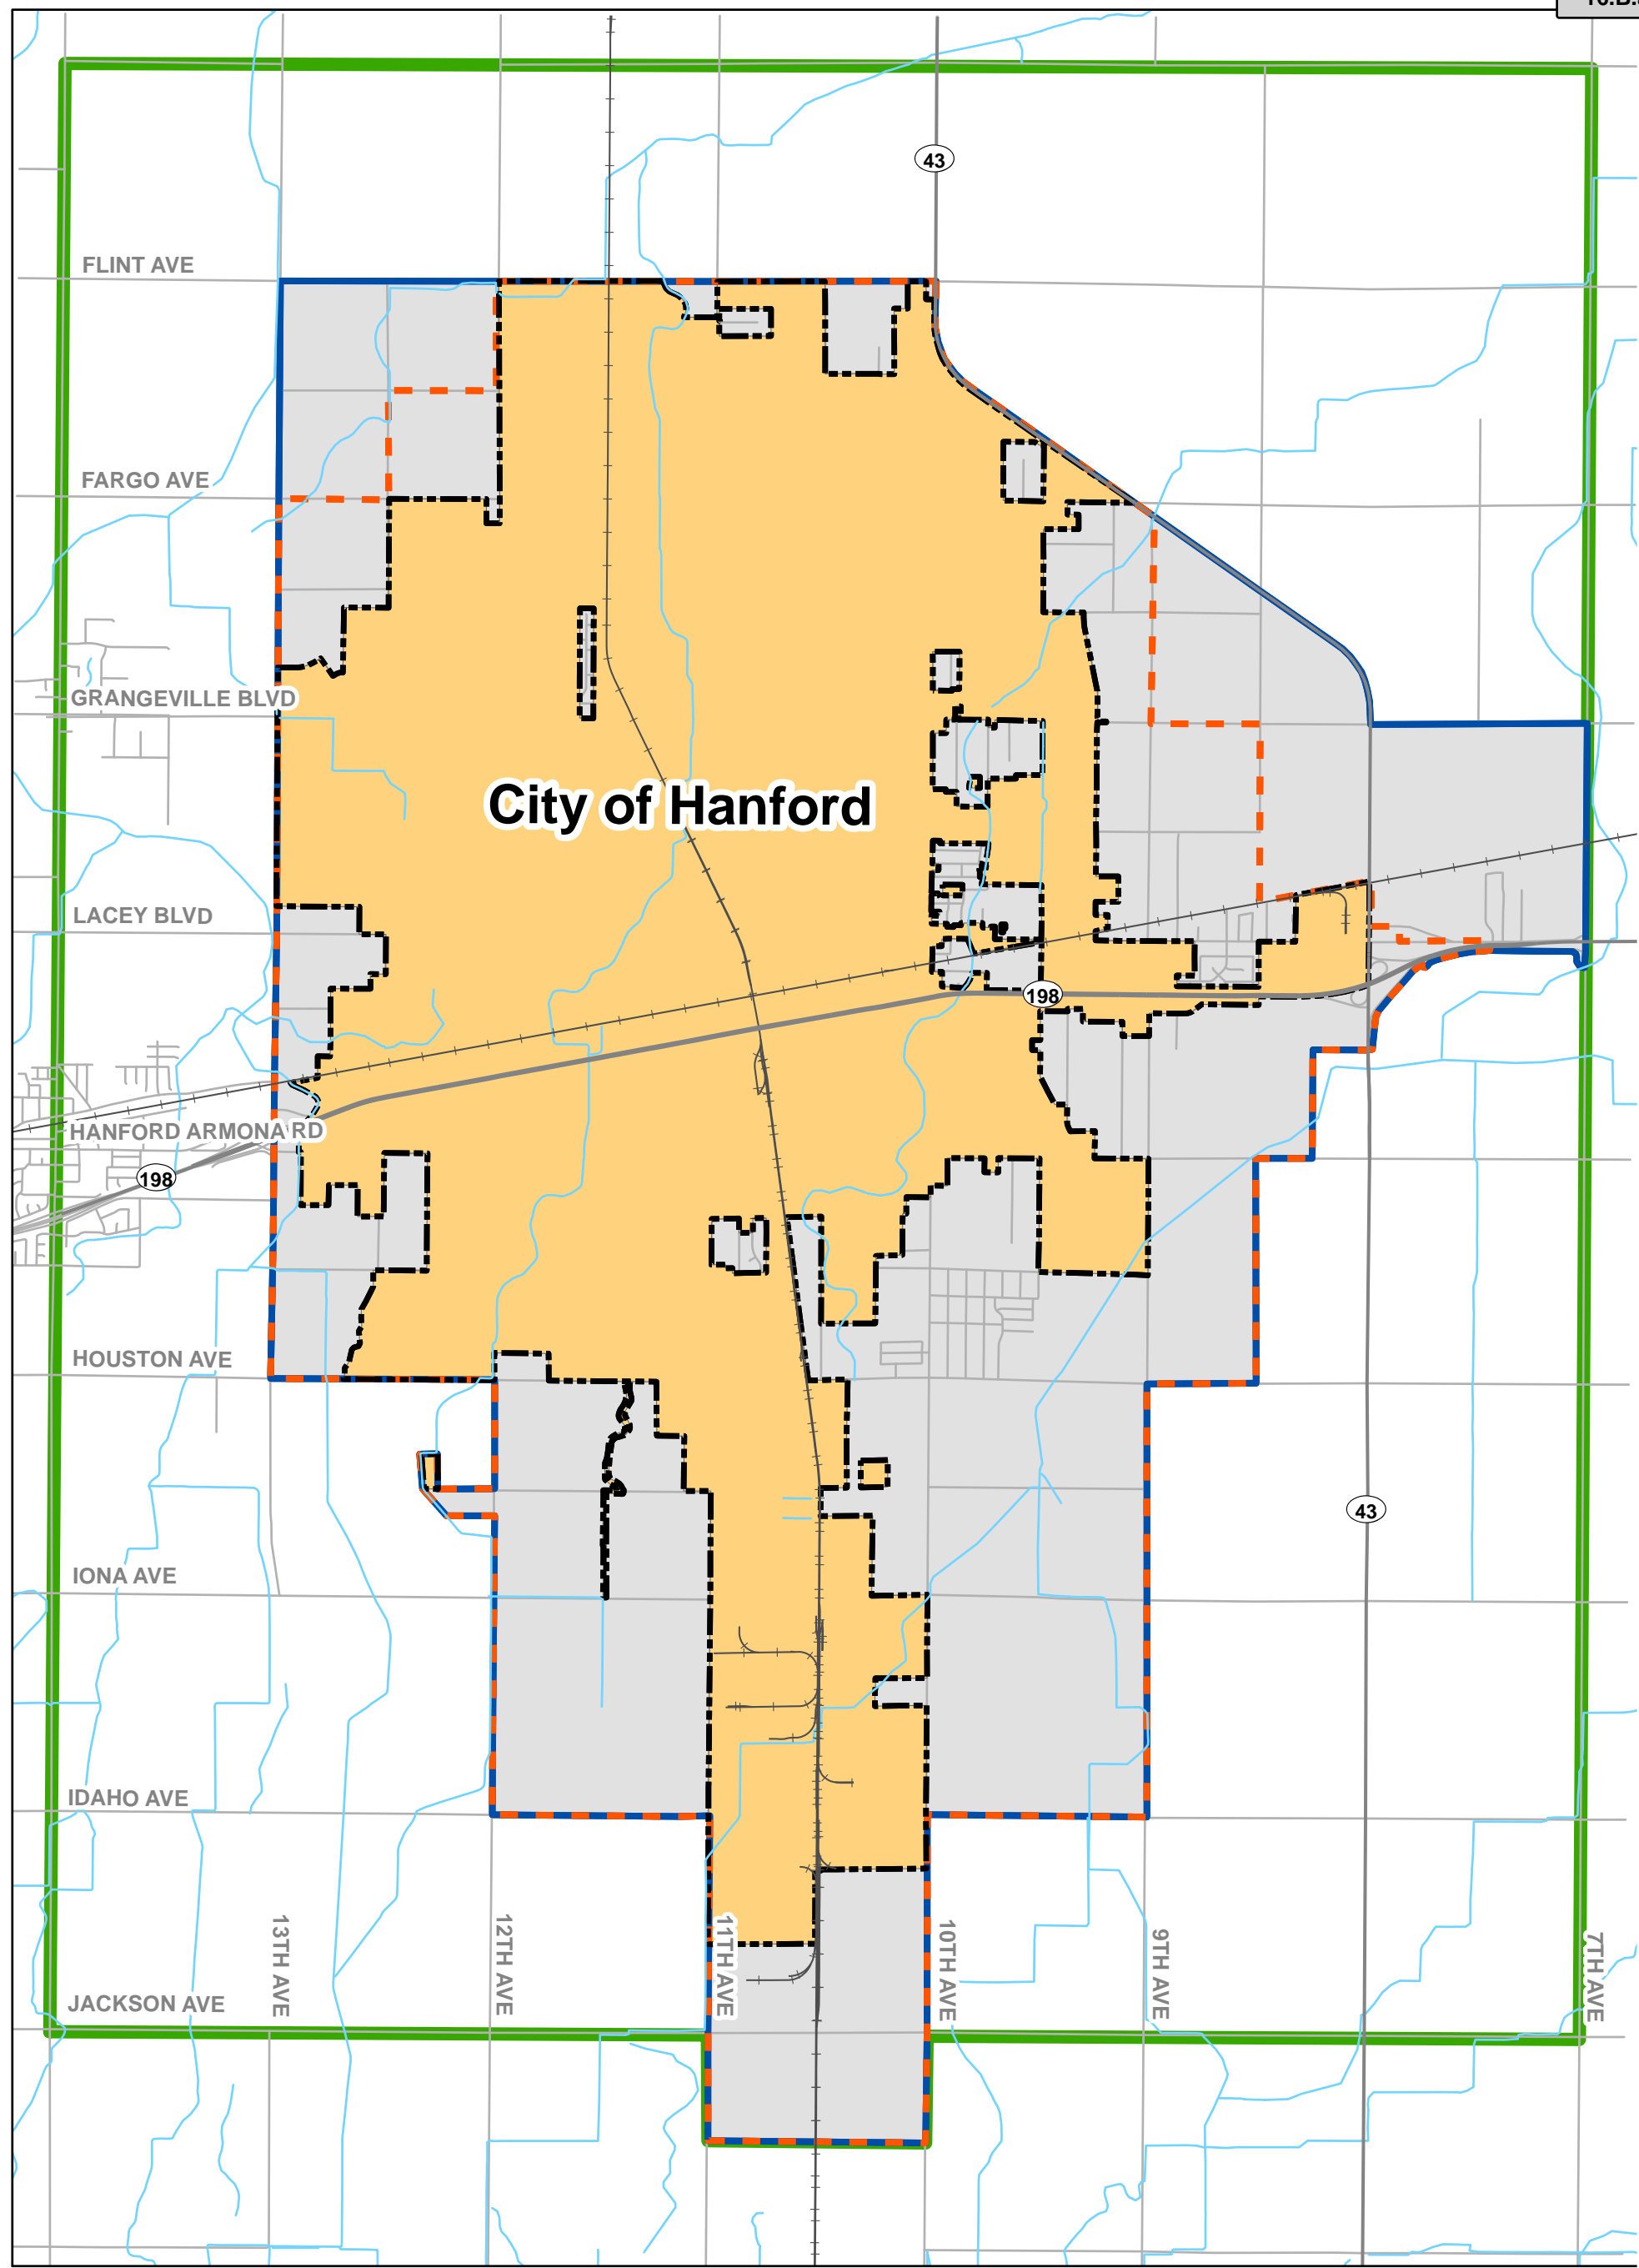 43
FLINT AVE
FARGO AVE
GRANGEVILLE BLVD
City of Hanford
LACEY BLVD
198
HANFORD ARMONA RD
198
HOUSTON AVE
43
IONA AVE
IDAHO AVE
13TH AVE
12TH AVE
11TH AVE
10TH AVE
9TH AVE
7TH AVE
JACKSON AVE